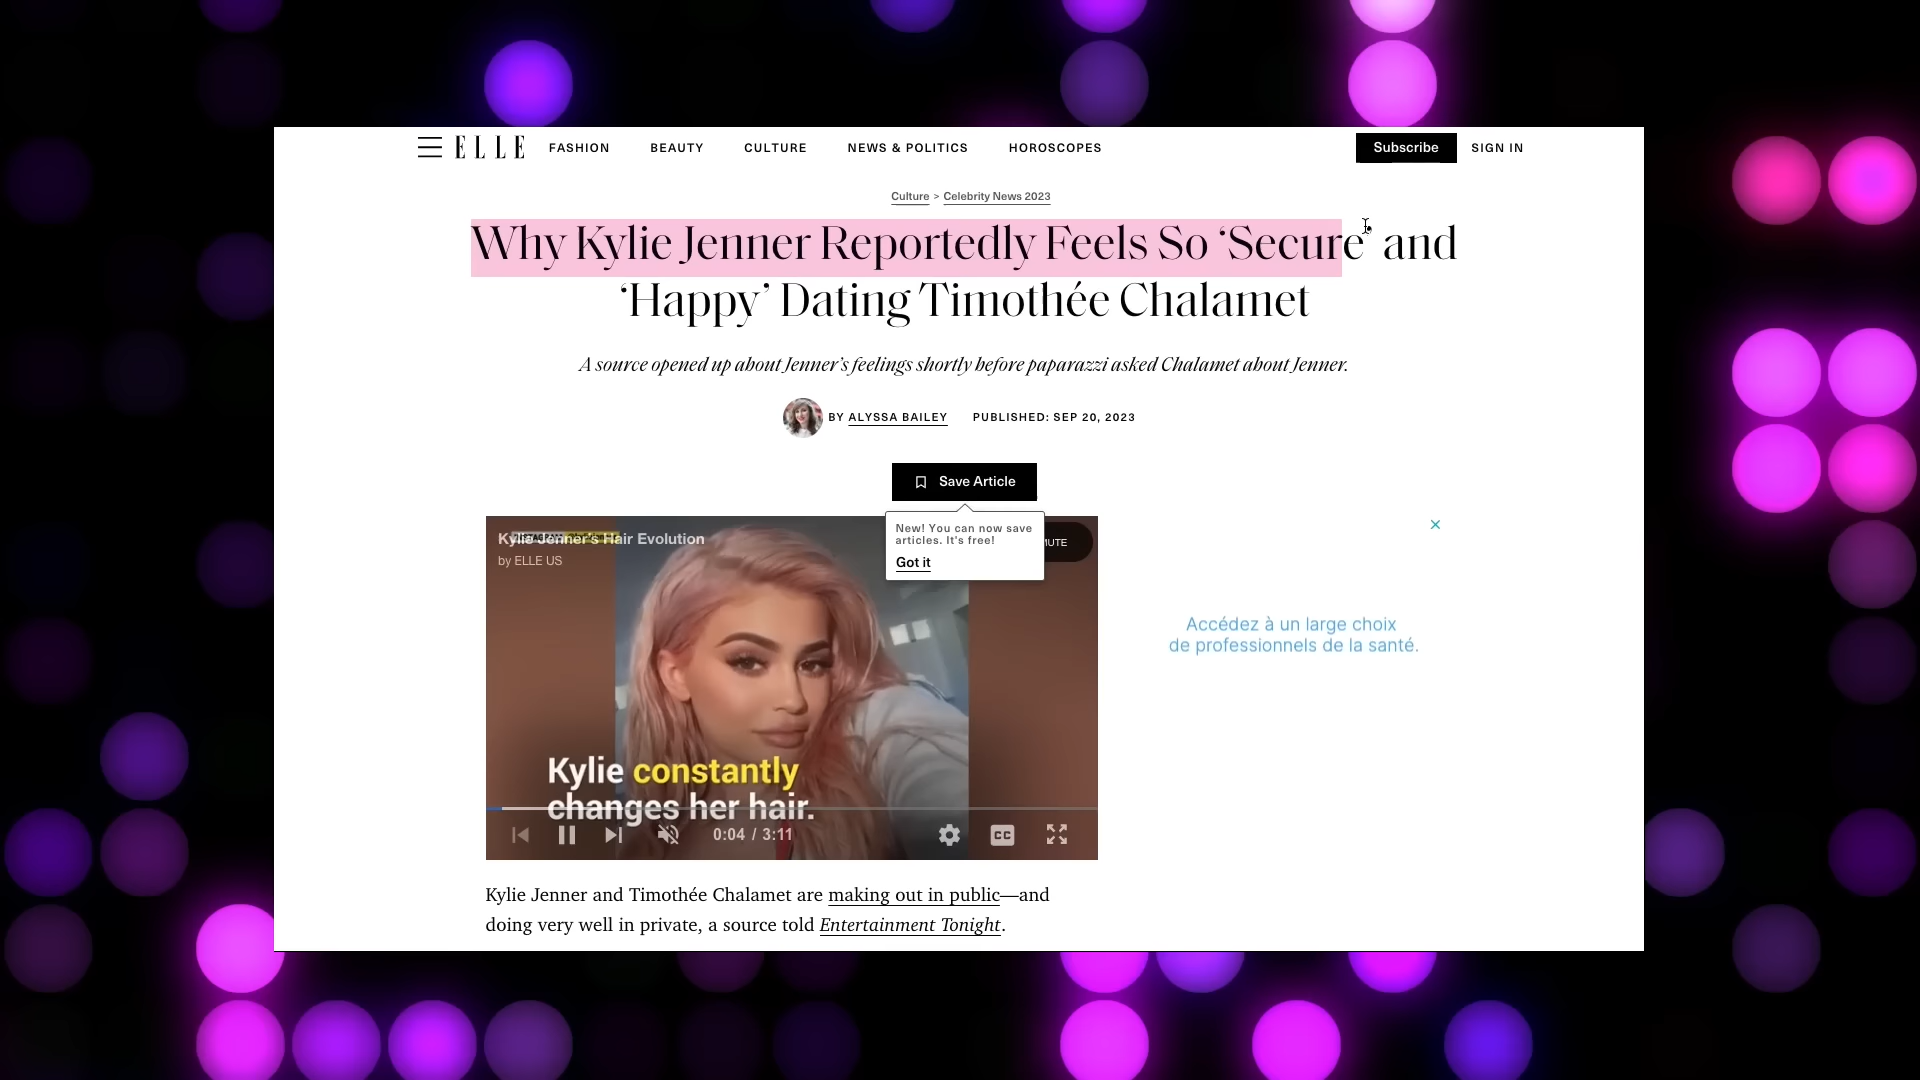 ELLE
FASHION
BEAUTY
CULTURE
NEWS & POLITICS
HOROSCOPES
Subscribe
SIGN IN
Culture > Celebrity News 2023
Why Kylie Jenner Reportedly Feels So ‘Secure’ and
‘Happy’ Dating Timothée Chalamet
A source opened up about Jenner’s feelings shortly before paparazzi asked Chalamet about Jenner.
BY ALYSSA BAILEY
PUBLISHED: SEP 20, 2023
Save Article
New! You can now save
articles. It's free!
Got it
Kylie Jenner's Hair Evolution
by ELLE US
Kylie constantly
changes her hair.
0:04 / 3:11
CC
Accédez à un large choix
de professionnels de la santé.
Kylie Jenner and Timothée Chalamet are making out in public—and
doing very well in private, a source told Entertainment Tonight.